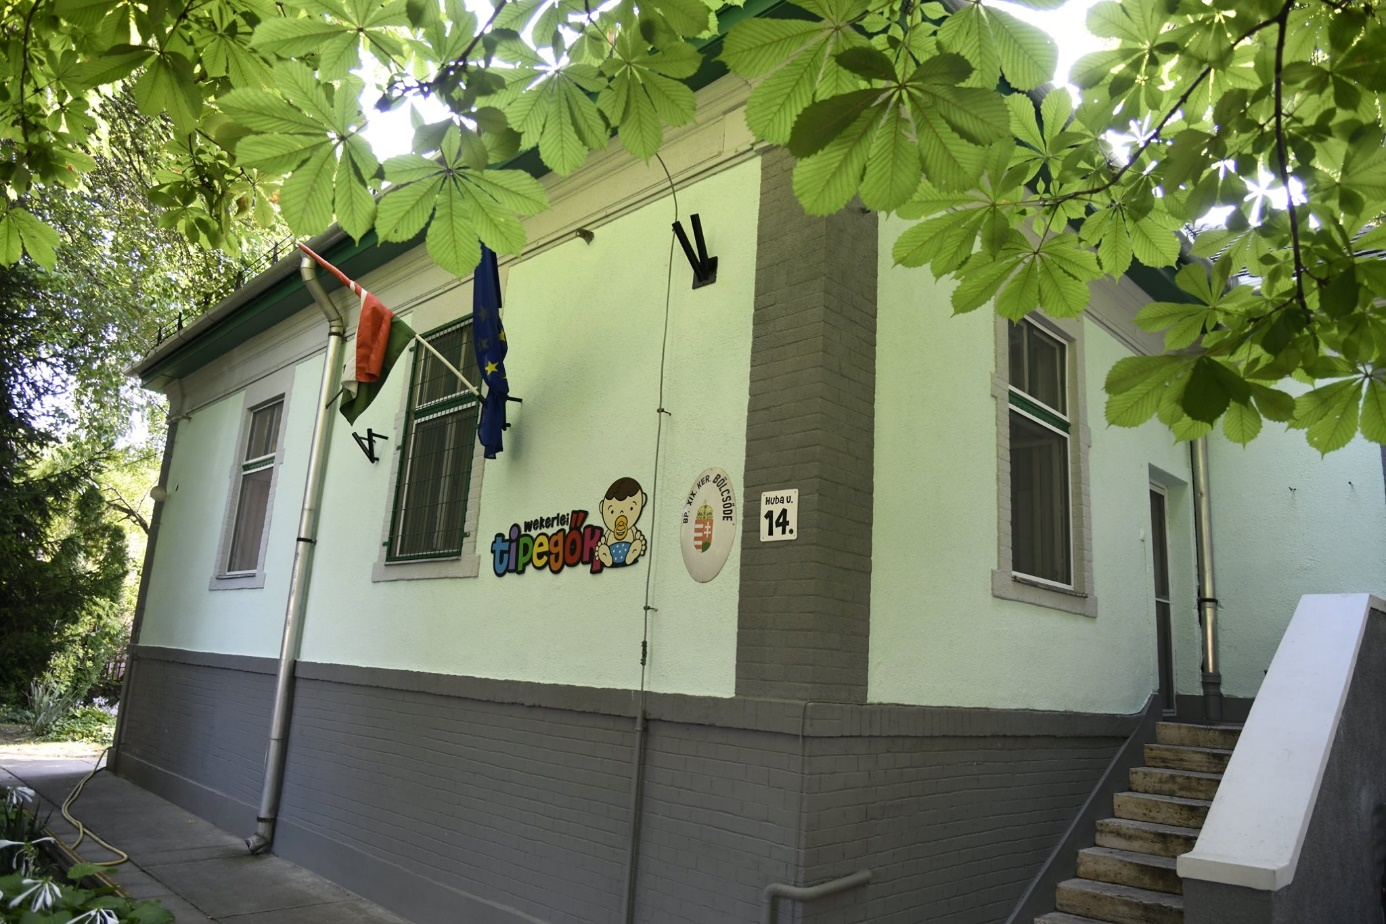 wekerlei
tipegők
BP. XIX. KER. BÖLCSŐDE
Huba u.
14.